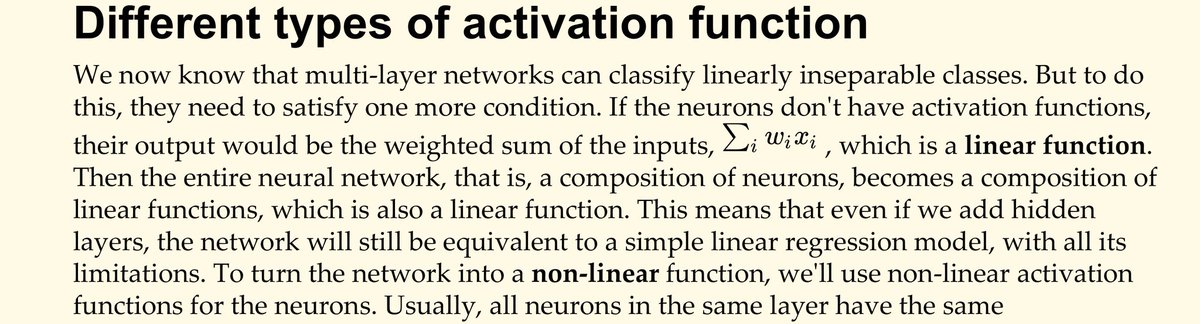 Different types of activation function
We now know that multi-layer networks can classify linearly inseparable classes. But to do
this, they need to satisfy one more condition. If the neurons don't have activation functions,
their output would be the weighted sum of the inputs, ∑ᵢ wᵢxᵢ , which is a linear function.
Then the entire neural network, that is, a composition of neurons, becomes a composition of
linear functions, which is also a linear function. This means that even if we add hidden
layers, the network will still be equivalent to a simple linear regression model, with all its
limitations. To turn the network into a non-linear function, we'll use non-linear activation
functions for the neurons. Usually, all neurons in the same layer have the same